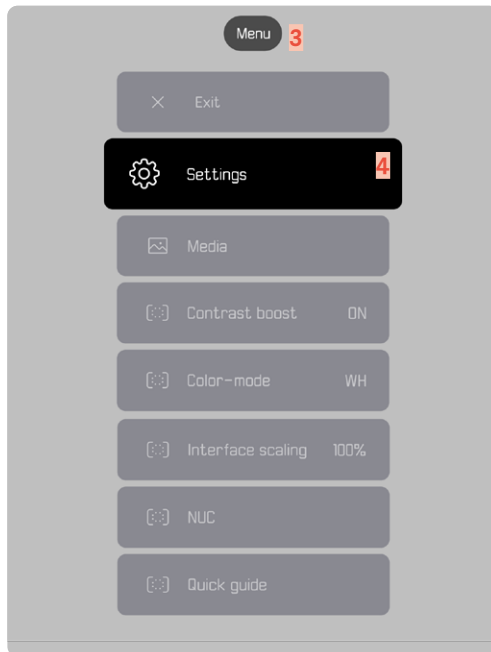 Menu 3
Exit
Settings 4
Media
Contrast boost ON
Color-mode WH
Interface scaling 100%
NUC
Quick guide